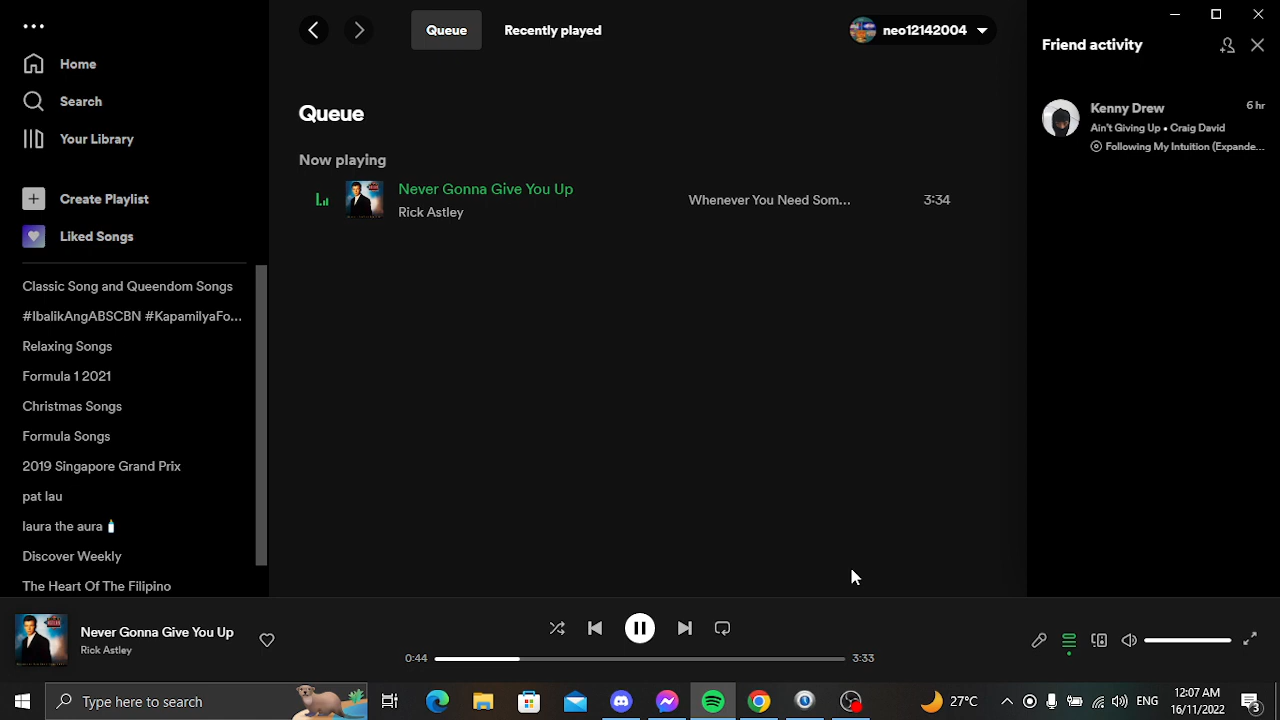 Home
Search
Your Library
Create Playlist
Liked Songs
Classic Song and Queendom Songs
#IbalikAngABSCBN #KapamilyaFo...
Relaxing Songs
Formula 1 2021
Christmas Songs
Formula Songs
2019 Singapore Grand Prix
pat lau
laura the aura
Discover Weekly
The Heart Of The Filipino
Queue Recently played
neo12142004
Queue
Now playing
Never Gonna Give You Up
Rick Astley
Whenever You Need Som...
3:34
Friend activity
Kenny Drew 6 hr
Ain't Giving Up • Craig David
Following My Intuition (Expande...
Never Gonna Give You Up
Rick Astley
0:44 3:33
Type here to search
27°C
ENG
12:07 AM
16/11/2022
3